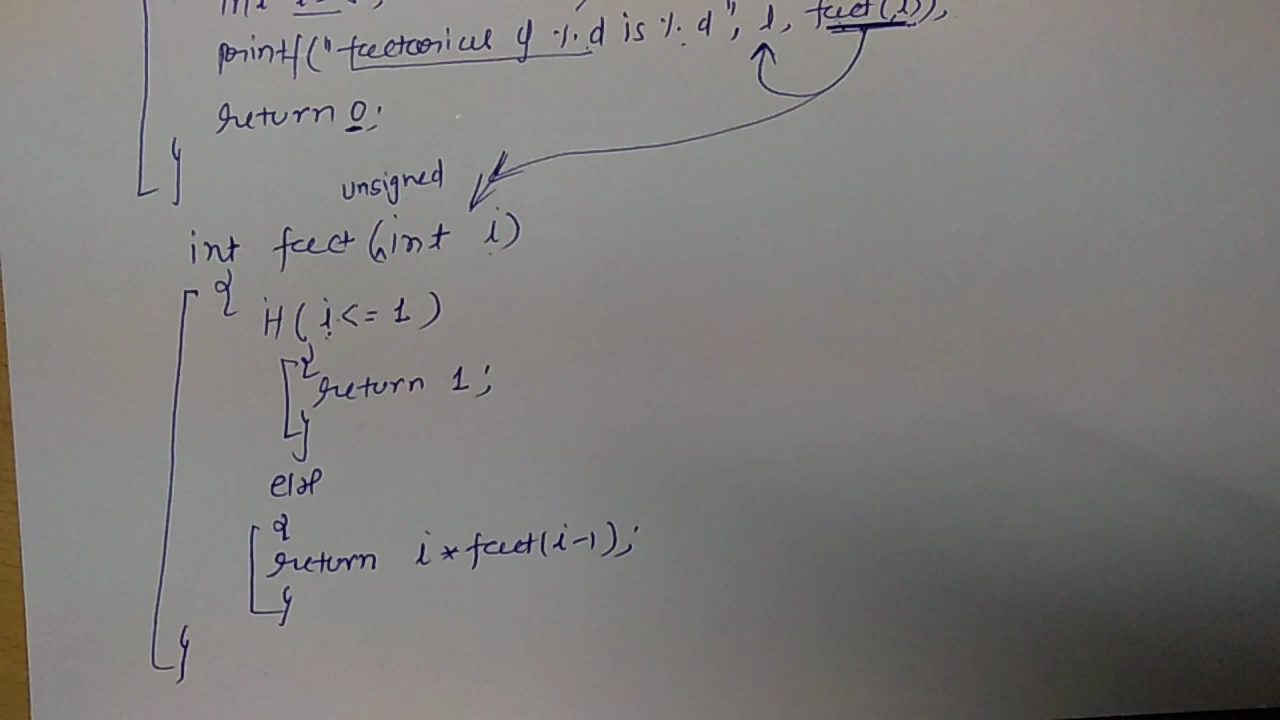 int
printf("factorial of %d is %d", i, fact(i));
return 0;
}
unsigned
int fact(int i)
{
if(i<=1)
{
return 1;
}
else
{
return i*fact(i-1);
}
}